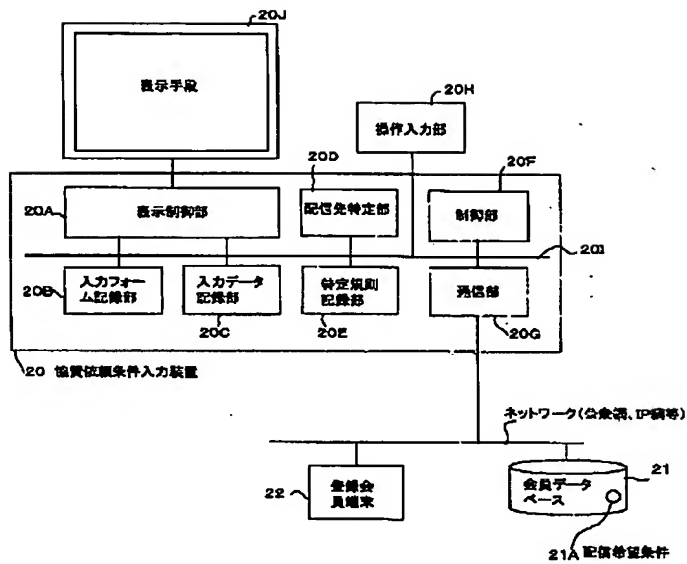 20J
表示手段
20H
操作入力部
20D
20F
20A
表示制御部
配信先特定部
制御部
20I
20B
入力フォー
ム記録部
入力データ
記録部
特定規則
記録部
通信部
20C
20E
20G
20 協賛依頼条件入力装置
ネットワーク(公衆網、IP網等)
22
登録会
員端末
会員データ
ベース
21
21A 配信希望条件